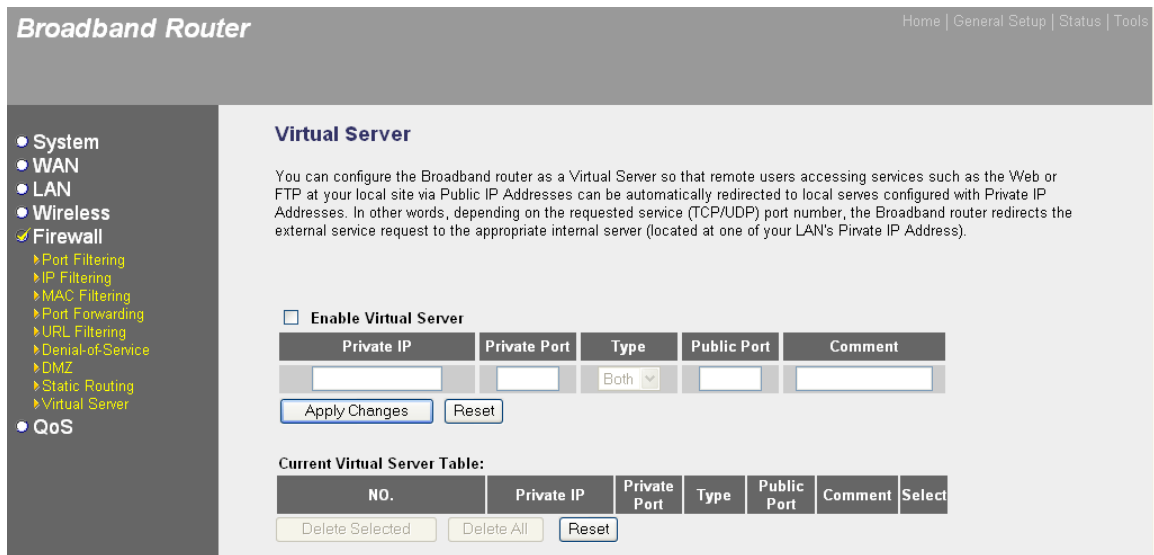 Broadband Router
Home | General Setup | Status | Tools
System
WAN
LAN
Wireless
Firewall
Port Filtering
IP Filtering
MAC Filtering
Port Forwarding
URL Filtering
Denial-of-Service
DMZ
Static Routing
Virtual Server
QoS
Virtual Server
You can configure the Broadband router as a Virtual Server so that remote users accessing services such as the Web or
FTP at your local site via Public IP Addresses can be automatically redirected to local serves configured with Private IP
Addresses. In other words, depending on the requested service (TCP/UDP) port number, the Broadband router redirects the
external service request to the appropriate internal server (located at one of your LAN's Private IP Address).
Enable Virtual Server
Private IP Private Port Type Public Port Comment
Both
Apply Changes Reset
Current Virtual Server Table:
NO. Private IP Private Port Type Public Port Comment Select
Delete Selected Delete All Reset